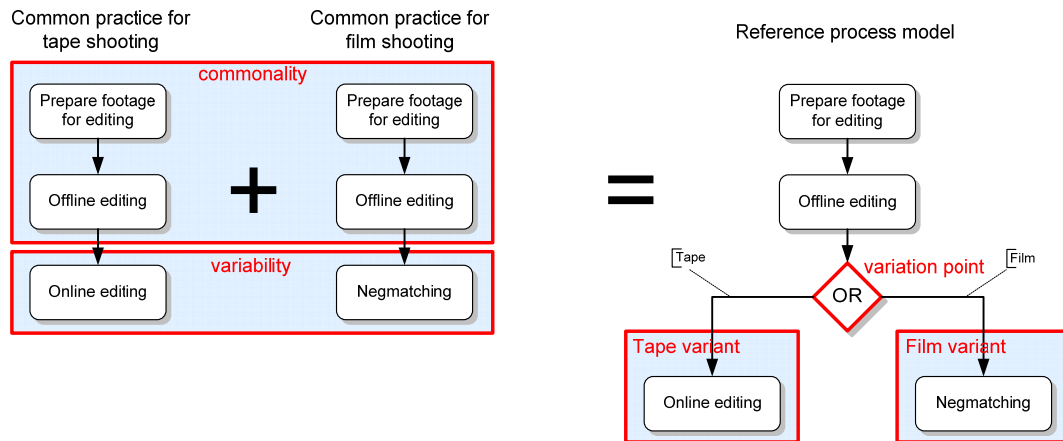 Common practice for
tape shooting
Common practice for
film shooting
commonality
Prepare footage
for editing
Prepare footage
for editing
Offline editing
+
Offline editing
variability
Online editing
Negmatching
=
Reference process model
Prepare footage
for editing
Offline editing
Tape
variation point
Film
OR
Tape variant
Film variant
Online editing
Negmatching